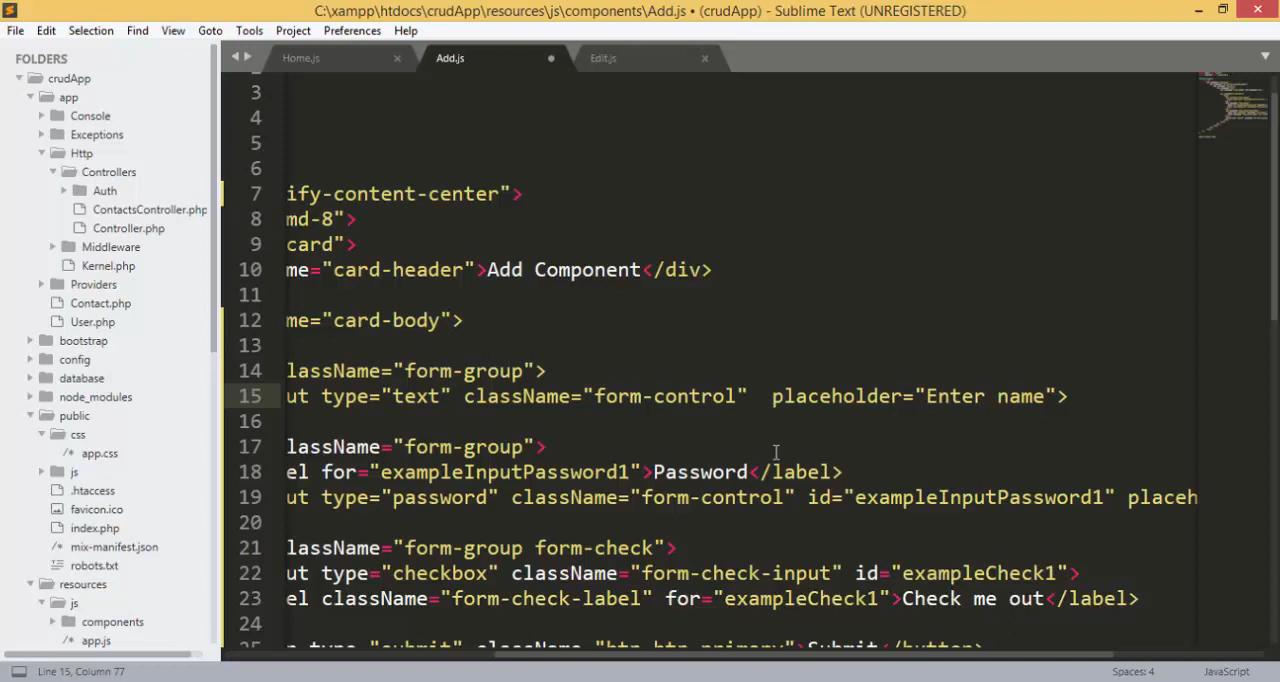 C:\xampp\htdocs\crudApp\resources\js\components\Add.js • (crudApp) - Sublime Text (UNREGISTERED)
File Edit Selection Find View Goto Tools Project Preferences Help
FOLDERS
crudApp
app
Console
Exceptions
Http
Controllers
Auth
ContactsController.php
Controller.php
Middleware
Kernel.php
Providers
Contact.php
User.php
bootstrap
config
database
node_modules
public
css
app.css
js
.htaccess
favicon.ico
index.php
mix-manifest.json
robots.txt
resources
js
components
app.js
Home.js Add.js Edit.js
3
4
5
6
7 ify-content-center">
8 md-8">
9 card">
10 me="card-header">Add Component</div>
11
12 me="card-body">
13
14 lassName="form-group">
15 ut type="text" className="form-control"  placeholder="Enter name">
16
17 lassName="form-group">
18 el for="exampleInputPassword1">Password</label>
19 ut type="password" className="form-control" id="exampleInputPassword1" placeh
20
21 lassName="form-group form-check">
22 ut type="checkbox" className="form-check-input" id="exampleCheck1">
23 el className="form-check-label" for="exampleCheck1">Check me out</label>
24
Line 15, Column 77 Spaces: 4 JavaScript